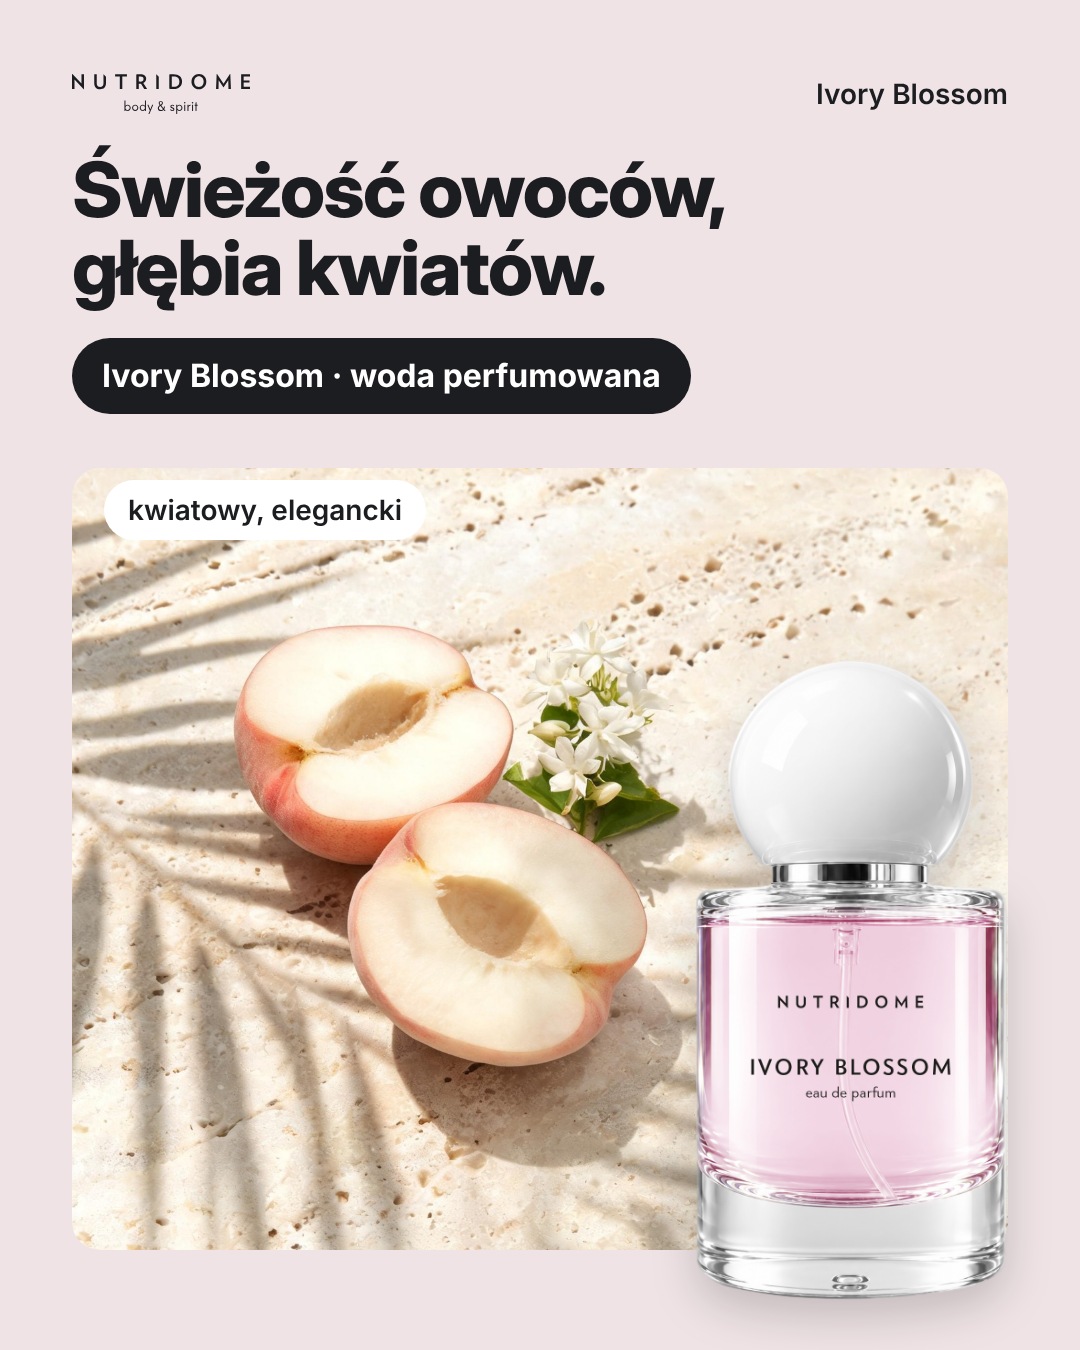 NUTRIDOME
body & spirit
Ivory Blossom
Świeżość owoców,
głębia kwiatów.
Ivory Blossom · woda perfumowana
kwiatowy, elegancki
NUTRIDOME
IVORY BLOSSOM
eau de parfum